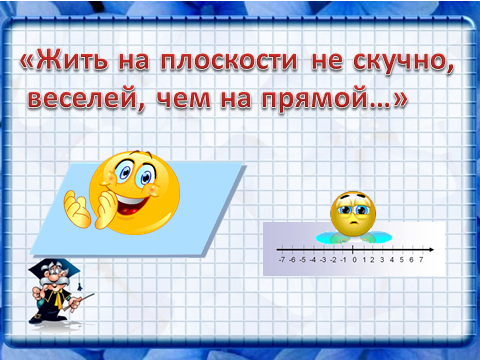 «Жить на плоскости не скучно,
веселей, чем на прямой…»
-7 -6 -5 -4 -3 -2 -1 0 1 2 3 4 5 6 7